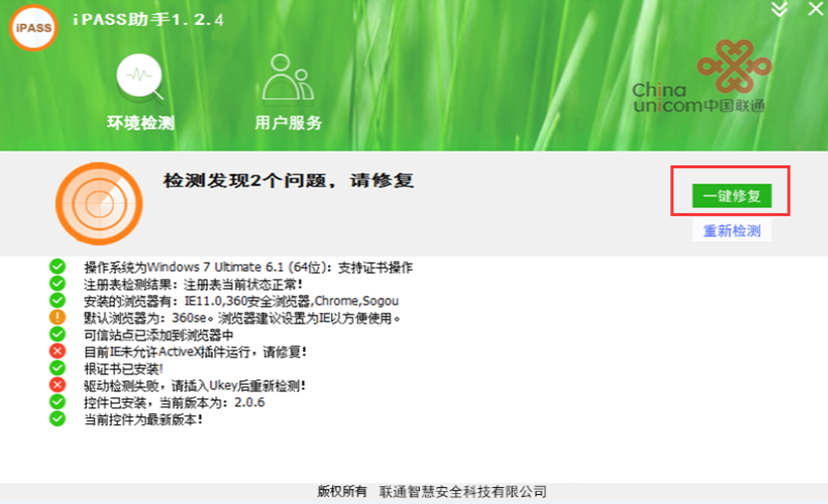 iPASS
iPASS助手1.2.4
China
unicom中国联通
环境检测
用户服务
检测发现2个问题，请修复
一键修复
重新检测
操作系统为Windows 7 Ultimate 6.1 (64位)：支持证书操作
注册表检测结果：注册表当前状态正常！
安装的浏览器有：IE11.0,360安全浏览器,Chrome,Sogou
默认浏览器为：360se。浏览器建议设置为IE以方便使用。
可信站点已添加到浏览器中
目前IE未允许ActiveX插件运行，请修复！
根证书已安装!
驱动检测失败，请插入Ukey后重新检测！
控件已安装，当前版本为：2.0.6
当前控件为最新版本！
版权所有 联通智慧安全科技有限公司